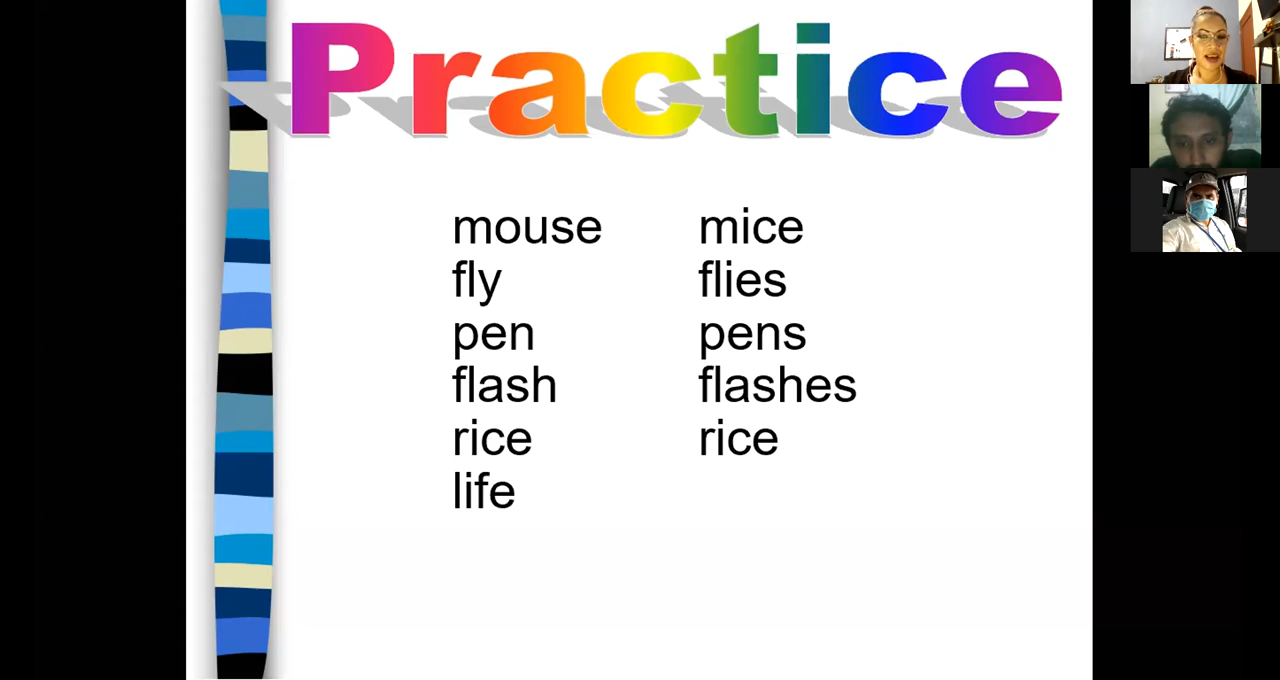 Practice
mouse mice
fly flies
pen pens
flash flashes
rice rice
life